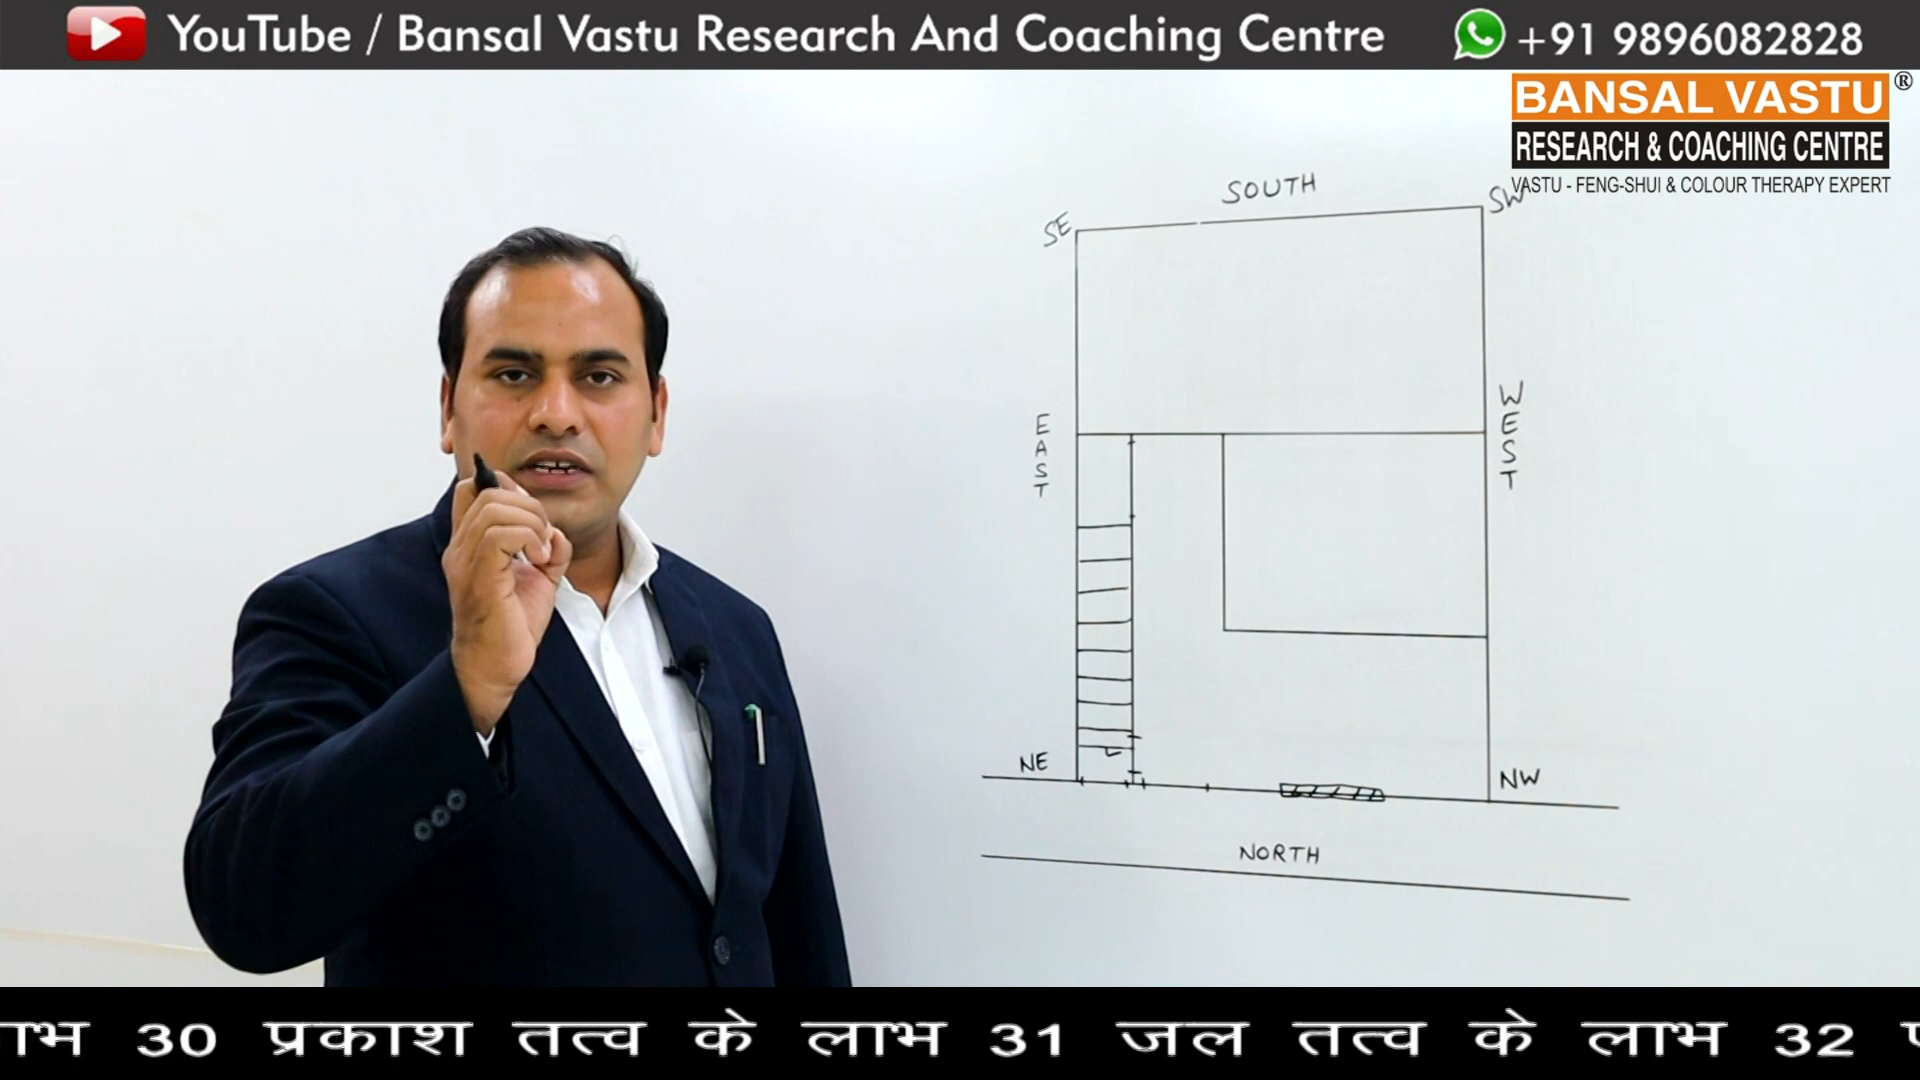 YouTube / Bansal Vastu Research And Coaching Centre
+91 9896082828
BANSAL VASTU®
RESEARCH & COACHING CENTRE
VASTU - FENG-SHUI & COLOUR THERAPY EXPERT
SOUTH
SE
SW
EAST
WEST
NE
NW
NORTH
30 प्रकाश तत्व के लाभ 31 जल तत्व के लाभ 32